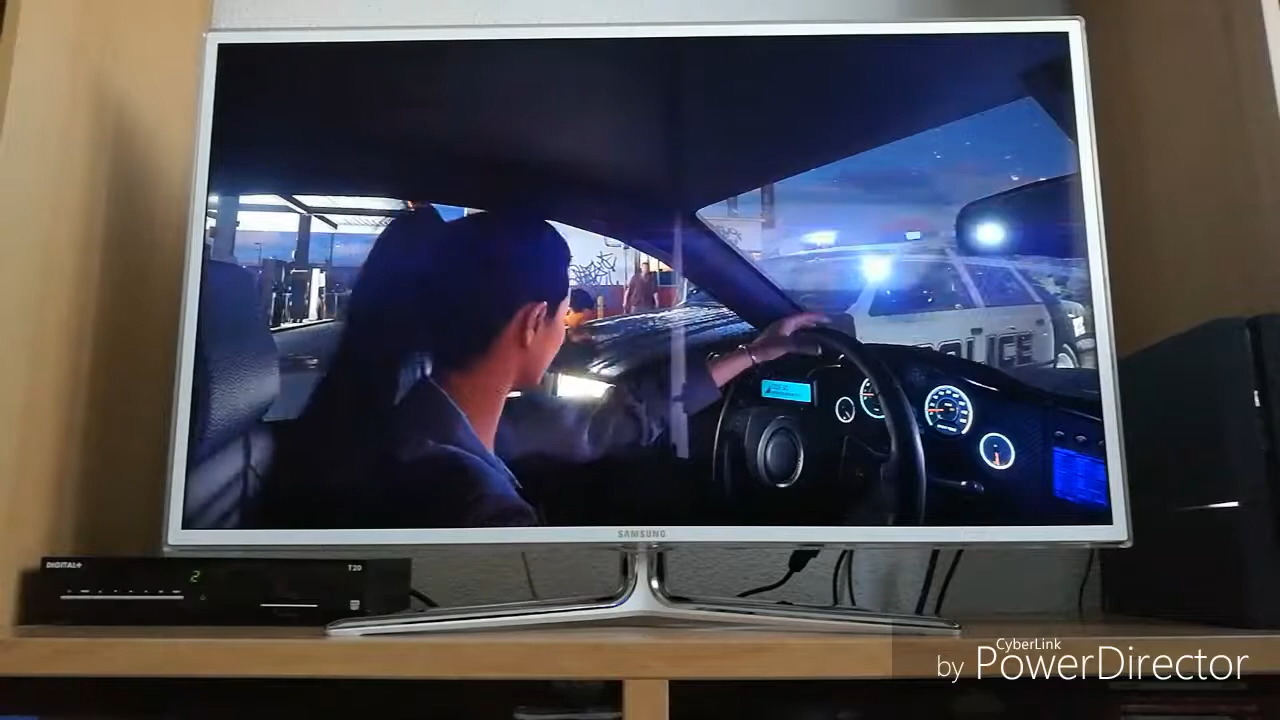 POLICE
SAMSUNG
DIGITAL+
2
T20
CyberLink
by PowerDirector